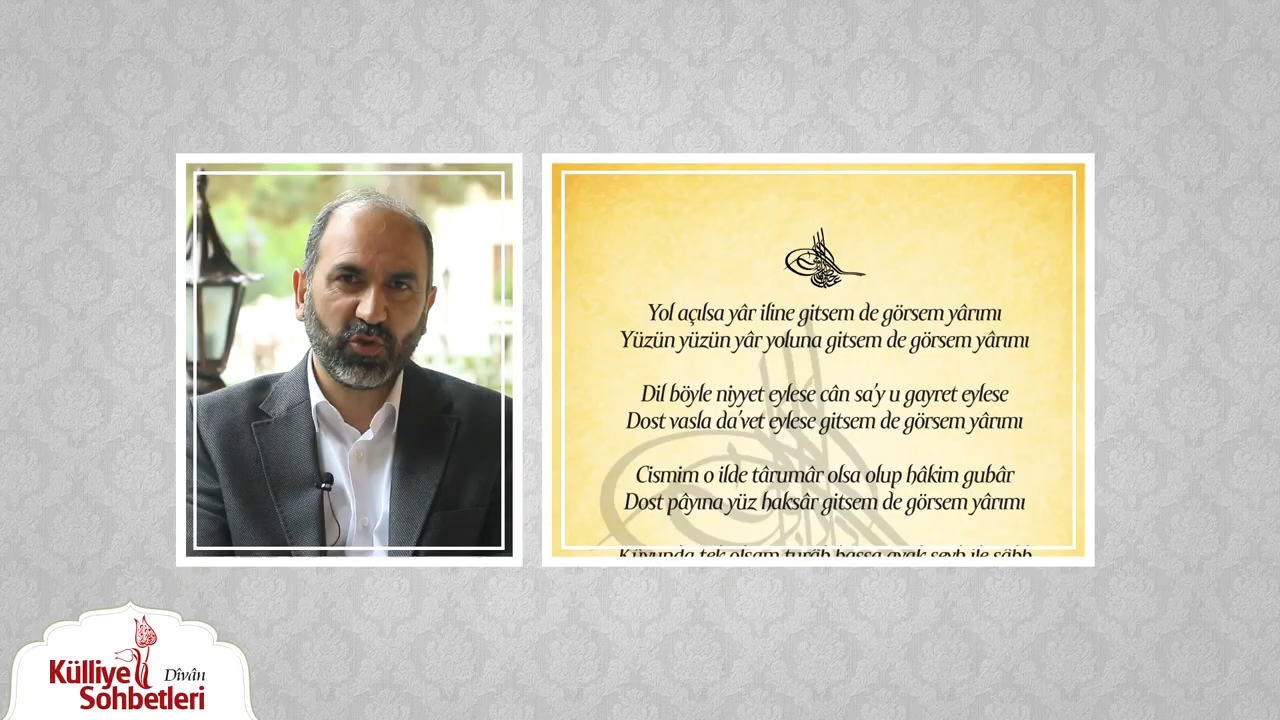 Yol açılsa yâr iline gitsem de görsem yârımı
Yüzün yüzün yâr yoluna gitsem de görsem yârımı
Dil böyle niyyet eylese cân sa'y u gayret eylese
Dost vasla da'vet eylese gitsem de görsem yârımı
Cismim o ilde târumâr olsa olup hâkim gubâr
Dost pâyına yüz haksâr gitsem de görsem yârımı
Külliye Dîvân
Sohbetleri